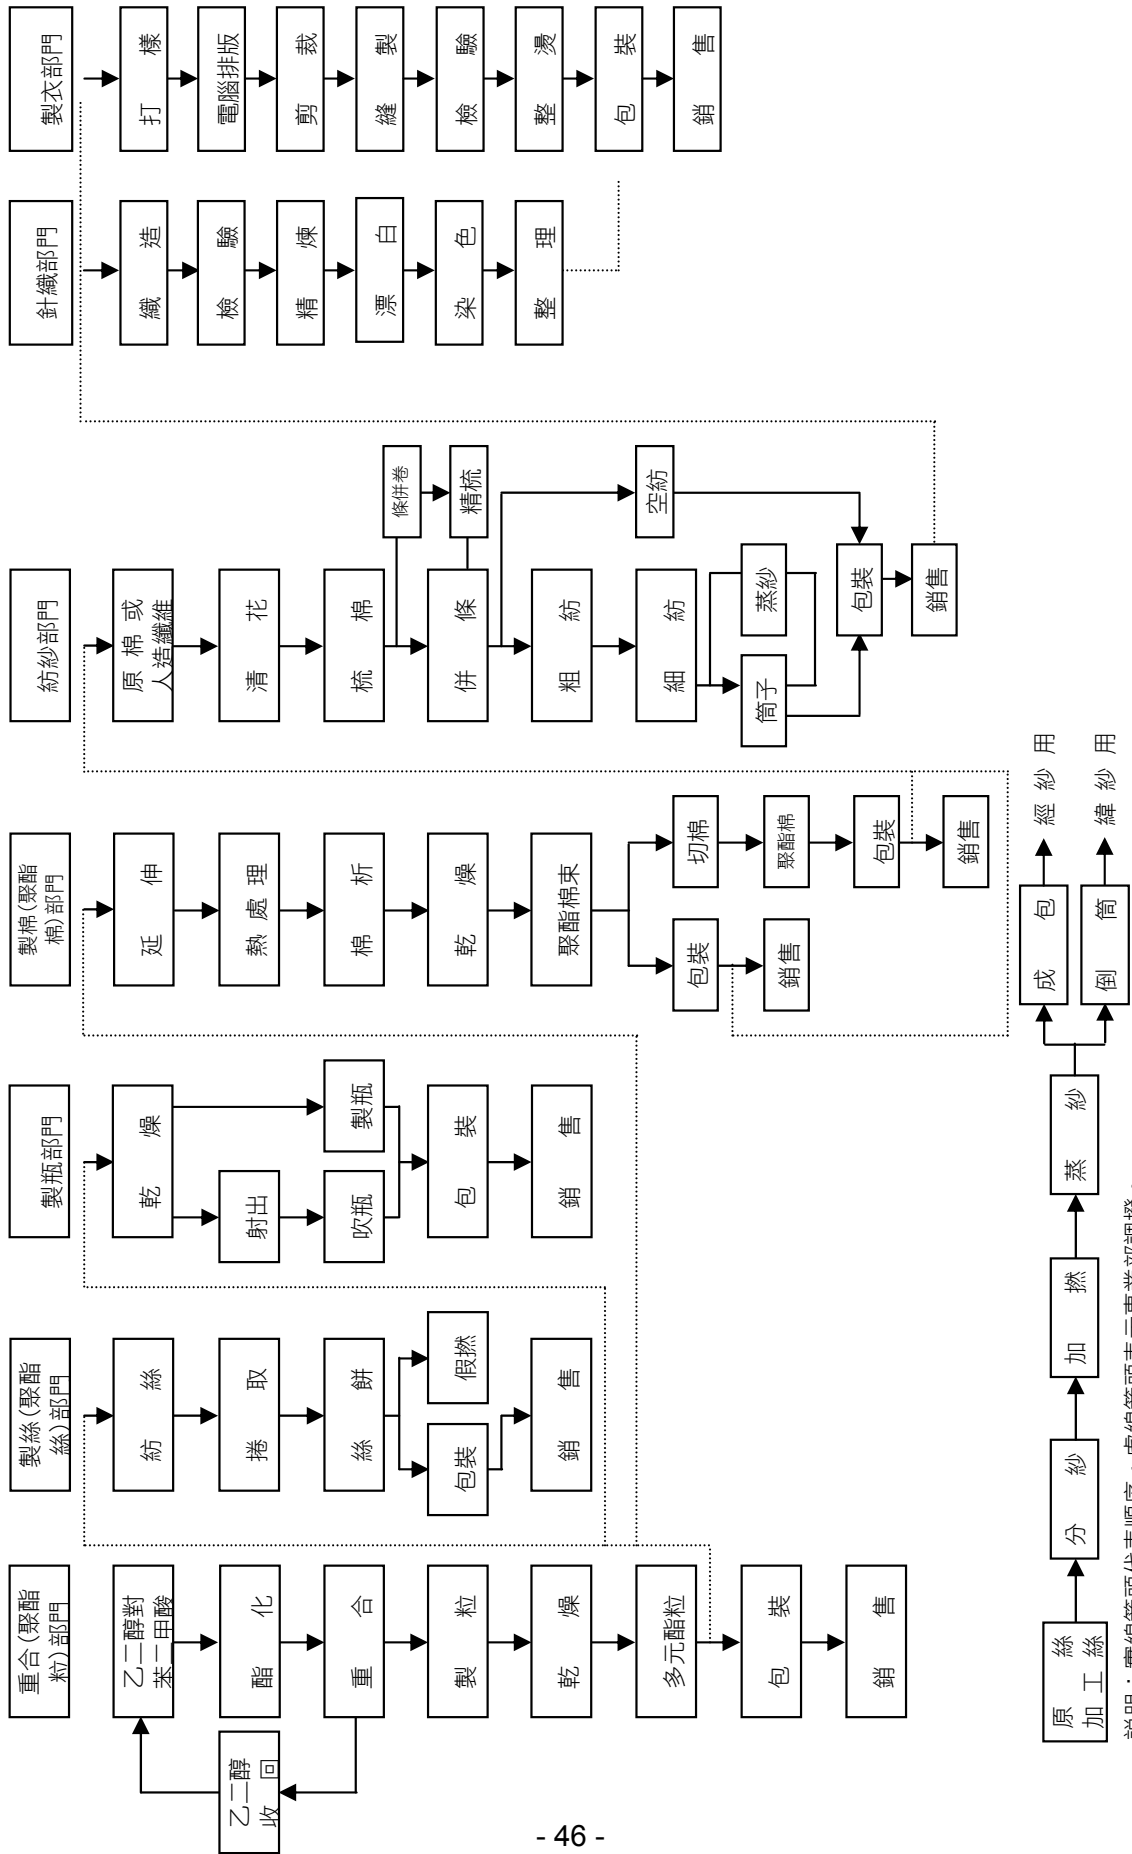 重合(聚酯
粒)部門
乙二醇對
苯二甲酸
酯化
重合
製粒
乾燥
多元酯粒
包裝
銷售
乙二醇
回收
製絲(聚酯
絲)部門
紡絲
捲取
絲餅
假撚
包裝
銷售
製瓶部門
乾燥
射出
吹瓶
製瓶
包裝
銷售
製棉(聚酯
棉)部門
延伸
熱處理
棉析
乾燥
聚酯棉束
包裝
銷售
切棉
聚酯棉
包裝
銷售
紡紗部門
原棉或
人造纖維
清花
梳棉
條併卷
精梳
併條
粗紡
空紡
細紡
筒子
蒸紗
包裝
銷售
針織部門
織造
檢驗
精煉
漂白
染色
整理
製衣部門
打樣
電腦排版
剪裁
縫製
檢驗
整燙
包裝
銷售
原絲
加工絲
分紗
加撚
蒸紗
成包
經紗用
倒筒
緯紗用
- 46 -